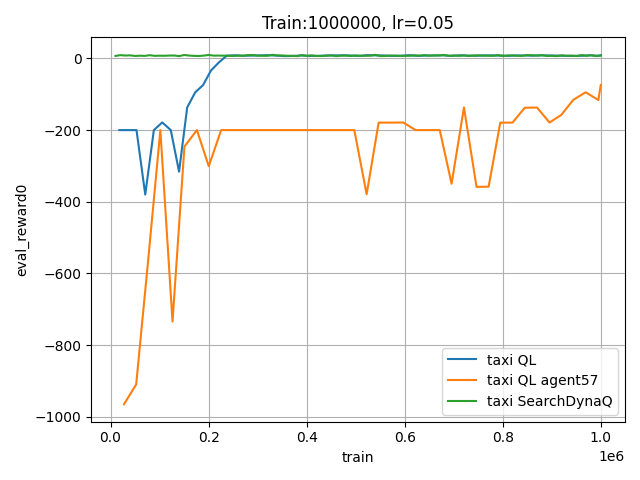 Train:1000000, lr=0.05
eval_reward0
0
−200
−400
−600
−800
−1000
0.0
0.2
0.4
0.6
0.8
1.0
1e6
train
taxi QL
taxi QL agent57
taxi SearchDynaQ